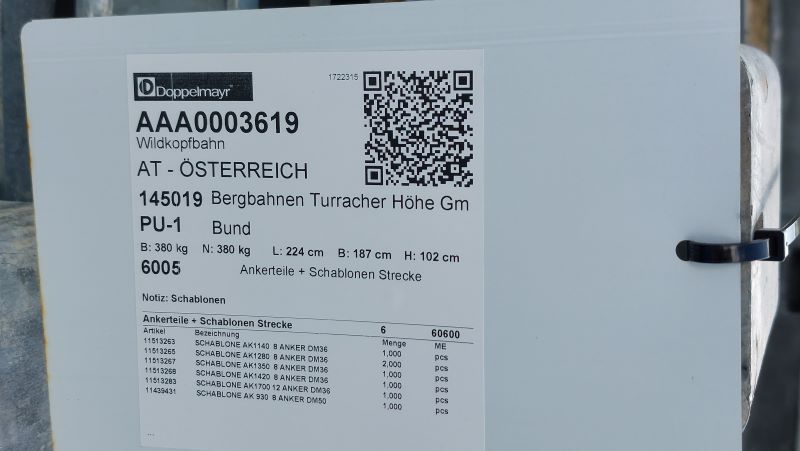 Doppelmayr
1722315
AAA0003619
Wildkopfbahn
AT - ÖSTERREICH
145019 Bergbahnen Turracher Höhe Gm
PU-1 Bund
B: 380 kg N: 380 kg L: 224 cm B: 187 cm H: 102 cm
6005 Ankerteile + Schablonen Strecke
Notiz: Schablonen
Ankerteile + Schablonen Strecke 6 60600
Artikel Bezeichnung Menge ME
11513263 SCHABLONE AK1140 8 ANKER DM36 1,000 pcs
11513265 SCHABLONE AK1280 8 ANKER DM36 2,000 pcs
11513267 SCHABLONE AK1350 8 ANKER DM36 1,000 pcs
11513268 SCHABLONE AK1420 8 ANKER DM36 1,000 pcs
11513283 SCHABLONE AK1700 12 ANKER DM36 1,000 pcs
11439431 SCHABLONE AK 930 8 ANKER DM50 1,000 pcs
...